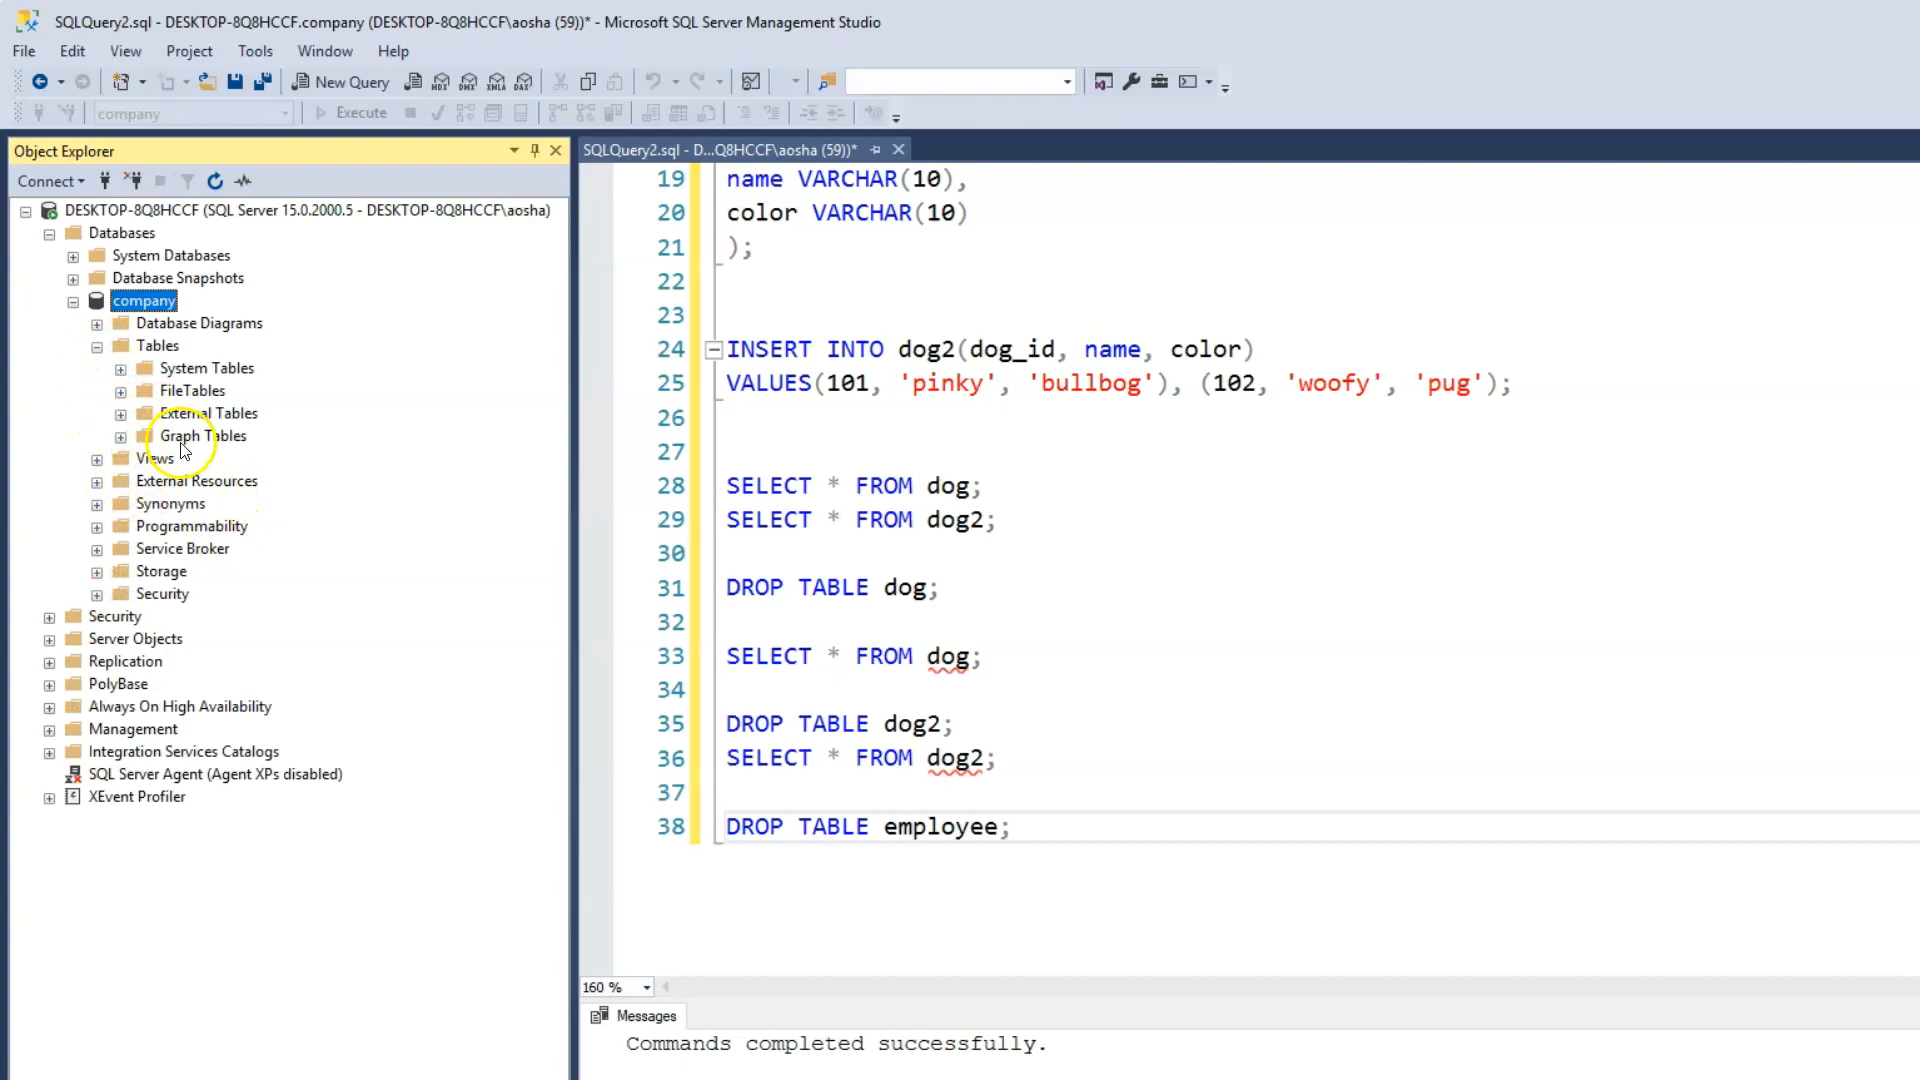 SQLQuery2.sql - DESKTOP-8Q8HCCF.company (DESKTOP-8Q8HCCF\aosha (59))* - Microsoft SQL Server Management Studio
File Edit View Project Tools Window Help
New Query MDX DMX XMLA DAX
company Execute
Object Explorer
SQLQuery2.sql - D...Q8HCCF\aosha (59))*
Connect
DESKTOP-8Q8HCCF (SQL Server 15.0.2000.5 - DESKTOP-8Q8HCCF\aosha)
Databases
System Databases
Database Snapshots
company
Database Diagrams
Tables
System Tables
FileTables
External Tables
Graph Tables
Views
External Resources
Synonyms
Programmability
Service Broker
Storage
Security
Security
Server Objects
Replication
PolyBase
Always On High Availability
Management
Integration Services Catalogs
SQL Server Agent (Agent XPs disabled)
XEvent Profiler
19 name VARCHAR(10),
20 color VARCHAR(10)
21 );
22
23
24 INSERT INTO dog2(dog_id, name, color)
25 VALUES(101, 'pinky', 'bullbog'), (102, 'woofy', 'pug');
26
27
28 SELECT * FROM dog;
29 SELECT * FROM dog2;
30
31 DROP TABLE dog;
32
33 SELECT * FROM dog;
34
35 DROP TABLE dog2;
36 SELECT * FROM dog2;
37
38 DROP TABLE employee;
160 %
Messages
Commands completed successfully.